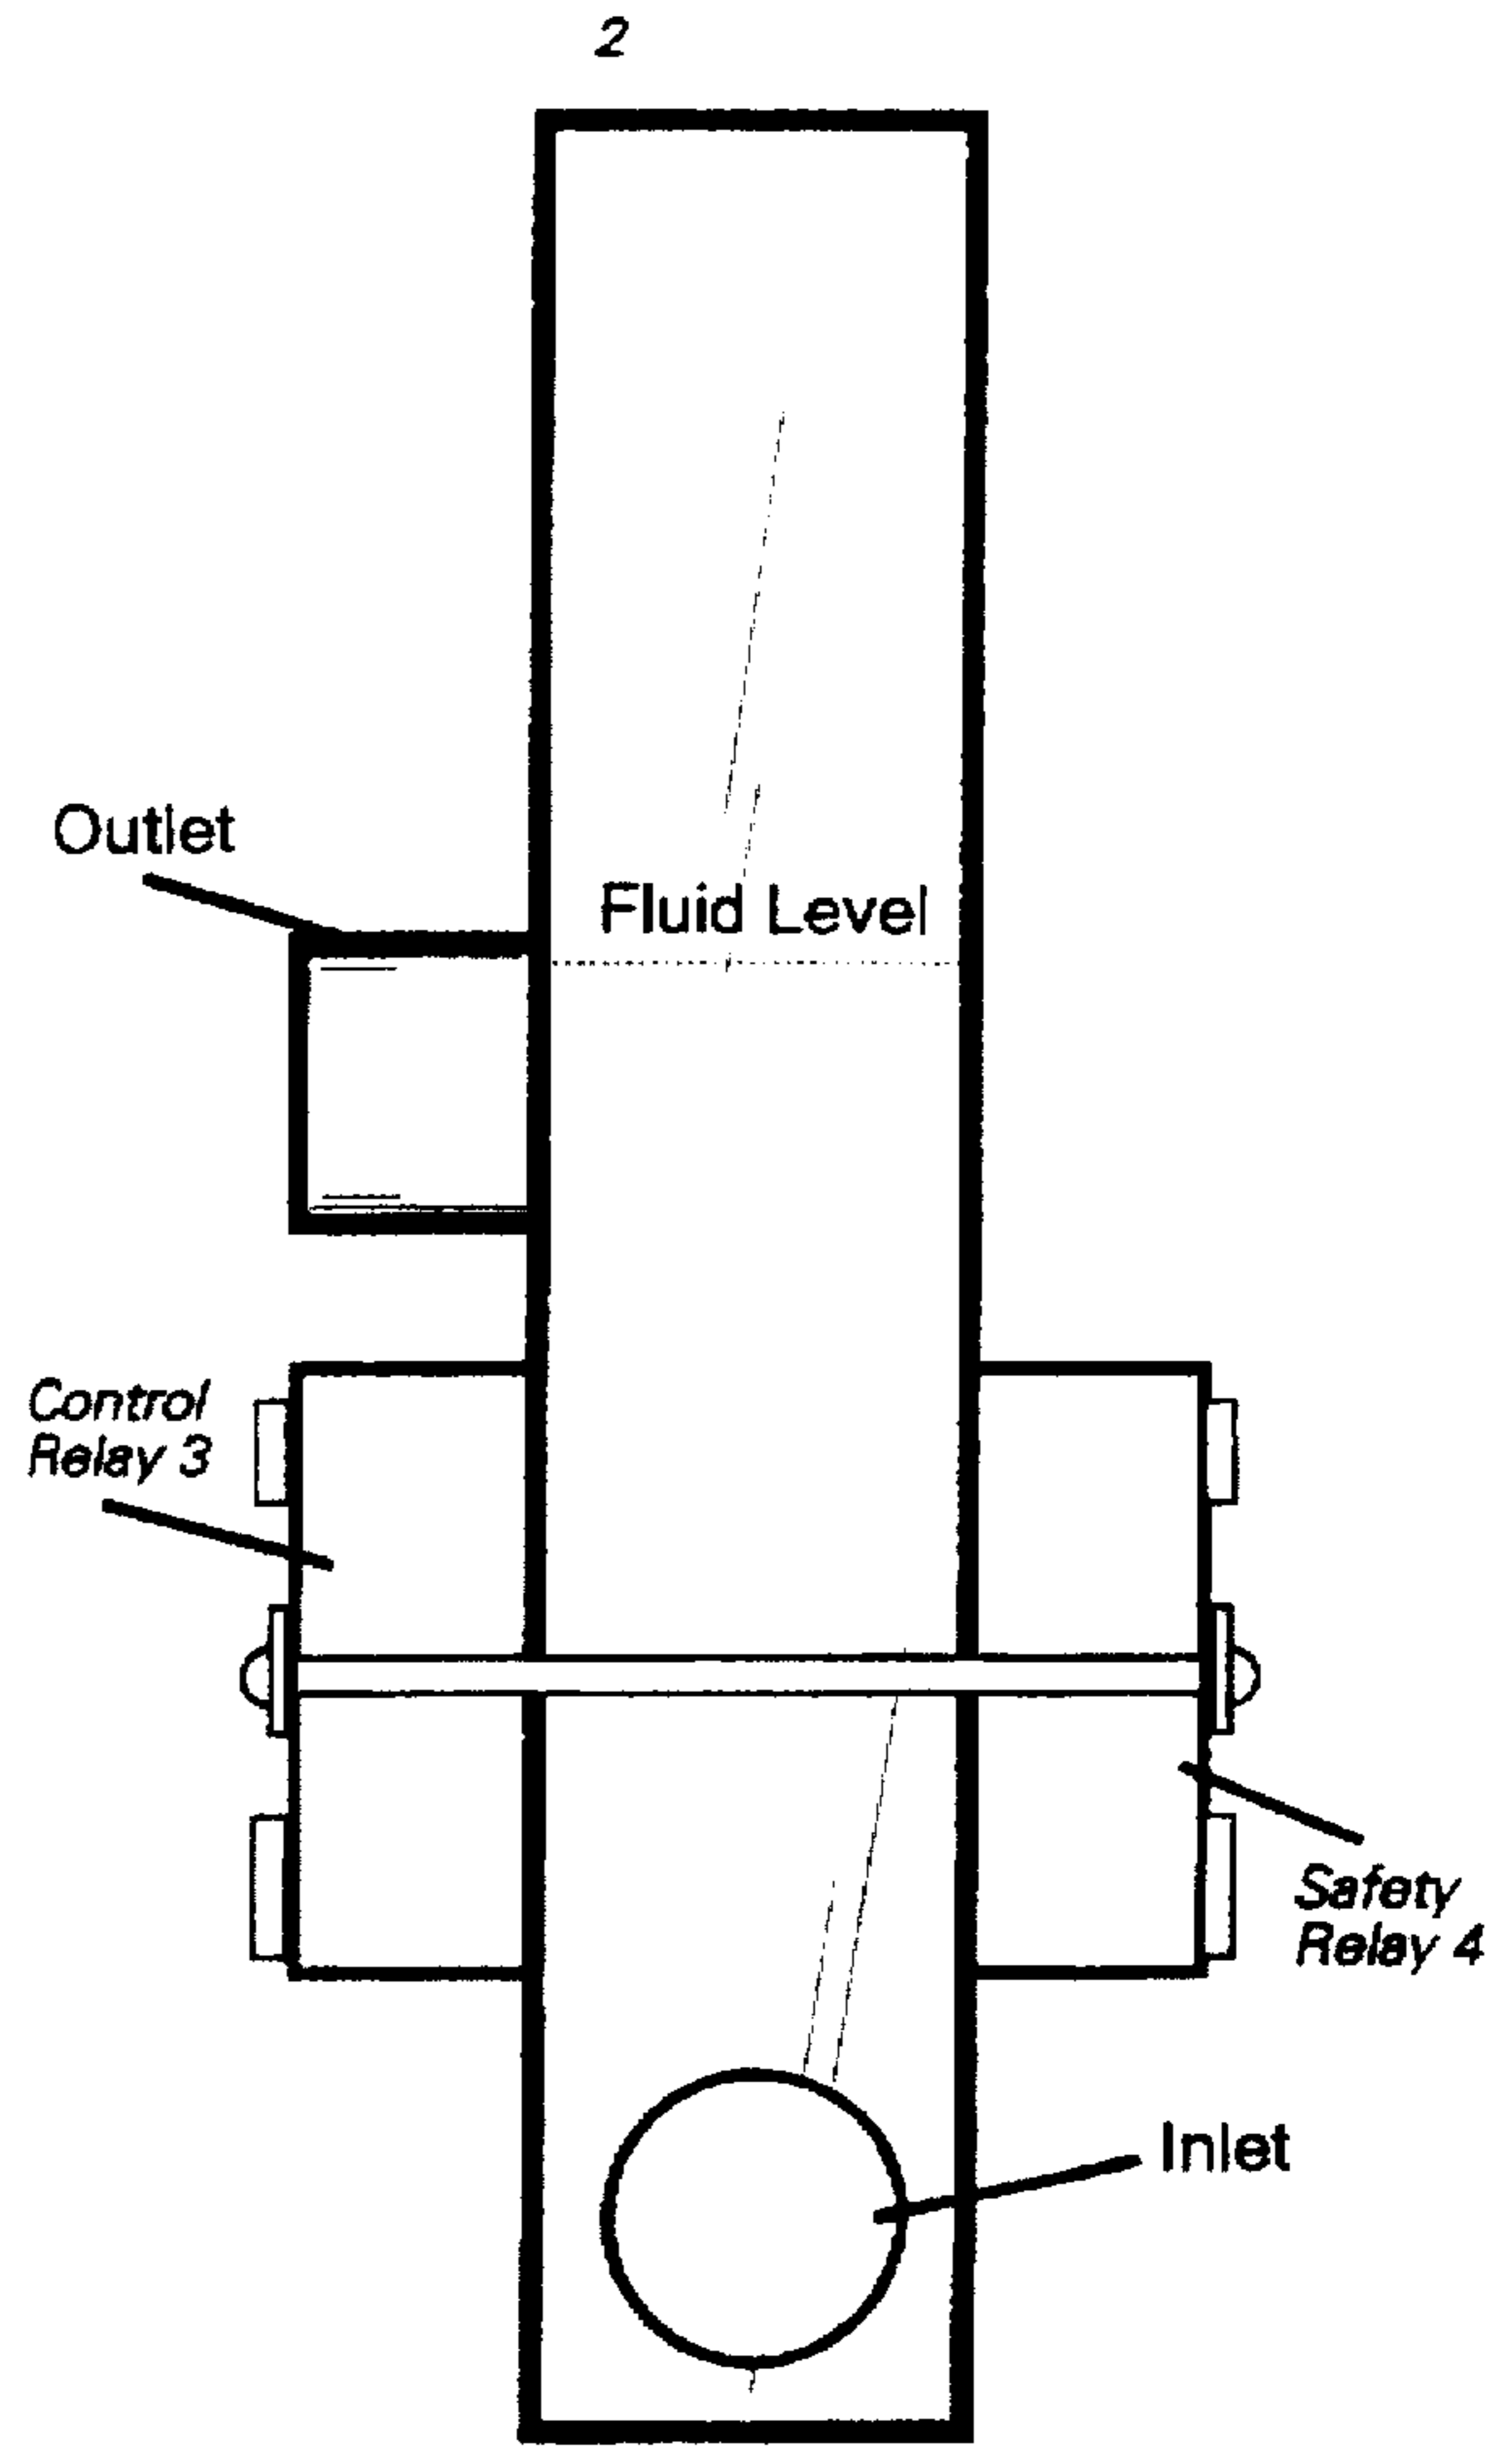 2
Outlet
Fluid Level
Control
Relay 3
Safety
Relay 4
Inlet